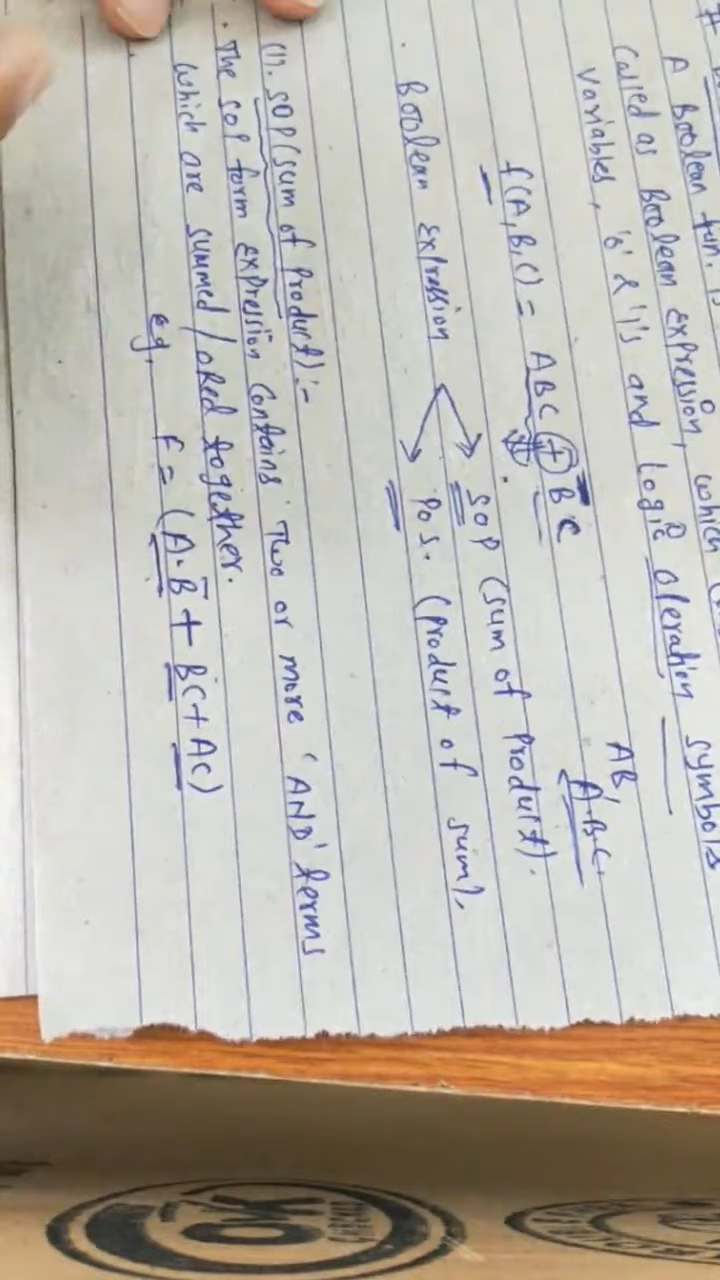 A Boolean fun. is
called as Boolean expression, which
variables, '0' & '1's and Logic operation symbols
AB,
A·B·C.
f(A,B,C) = ABC + B̄C
Boolean expression
SOP (sum of product).
POS. (product of sum).
(1). SOP (sum of product) :-
. The SOP form expression contains Two or more 'AND' terms
which are summed / ORed together.
eg. F = (A·B̄ + BC + AC)
OK